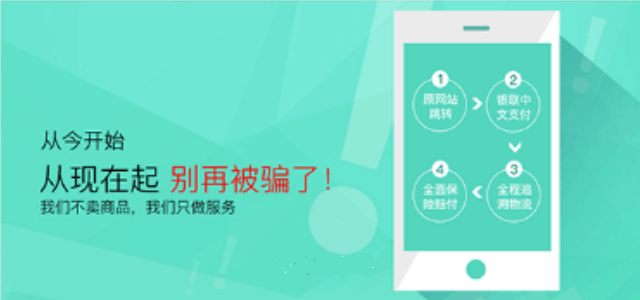 从今开始
从现在起 别再被骗了！
我们不卖商品，我们只做服务
1
原网站
跳转
2
银联中
文支付
3
全程追
溯物流
4
全面保
险赔付